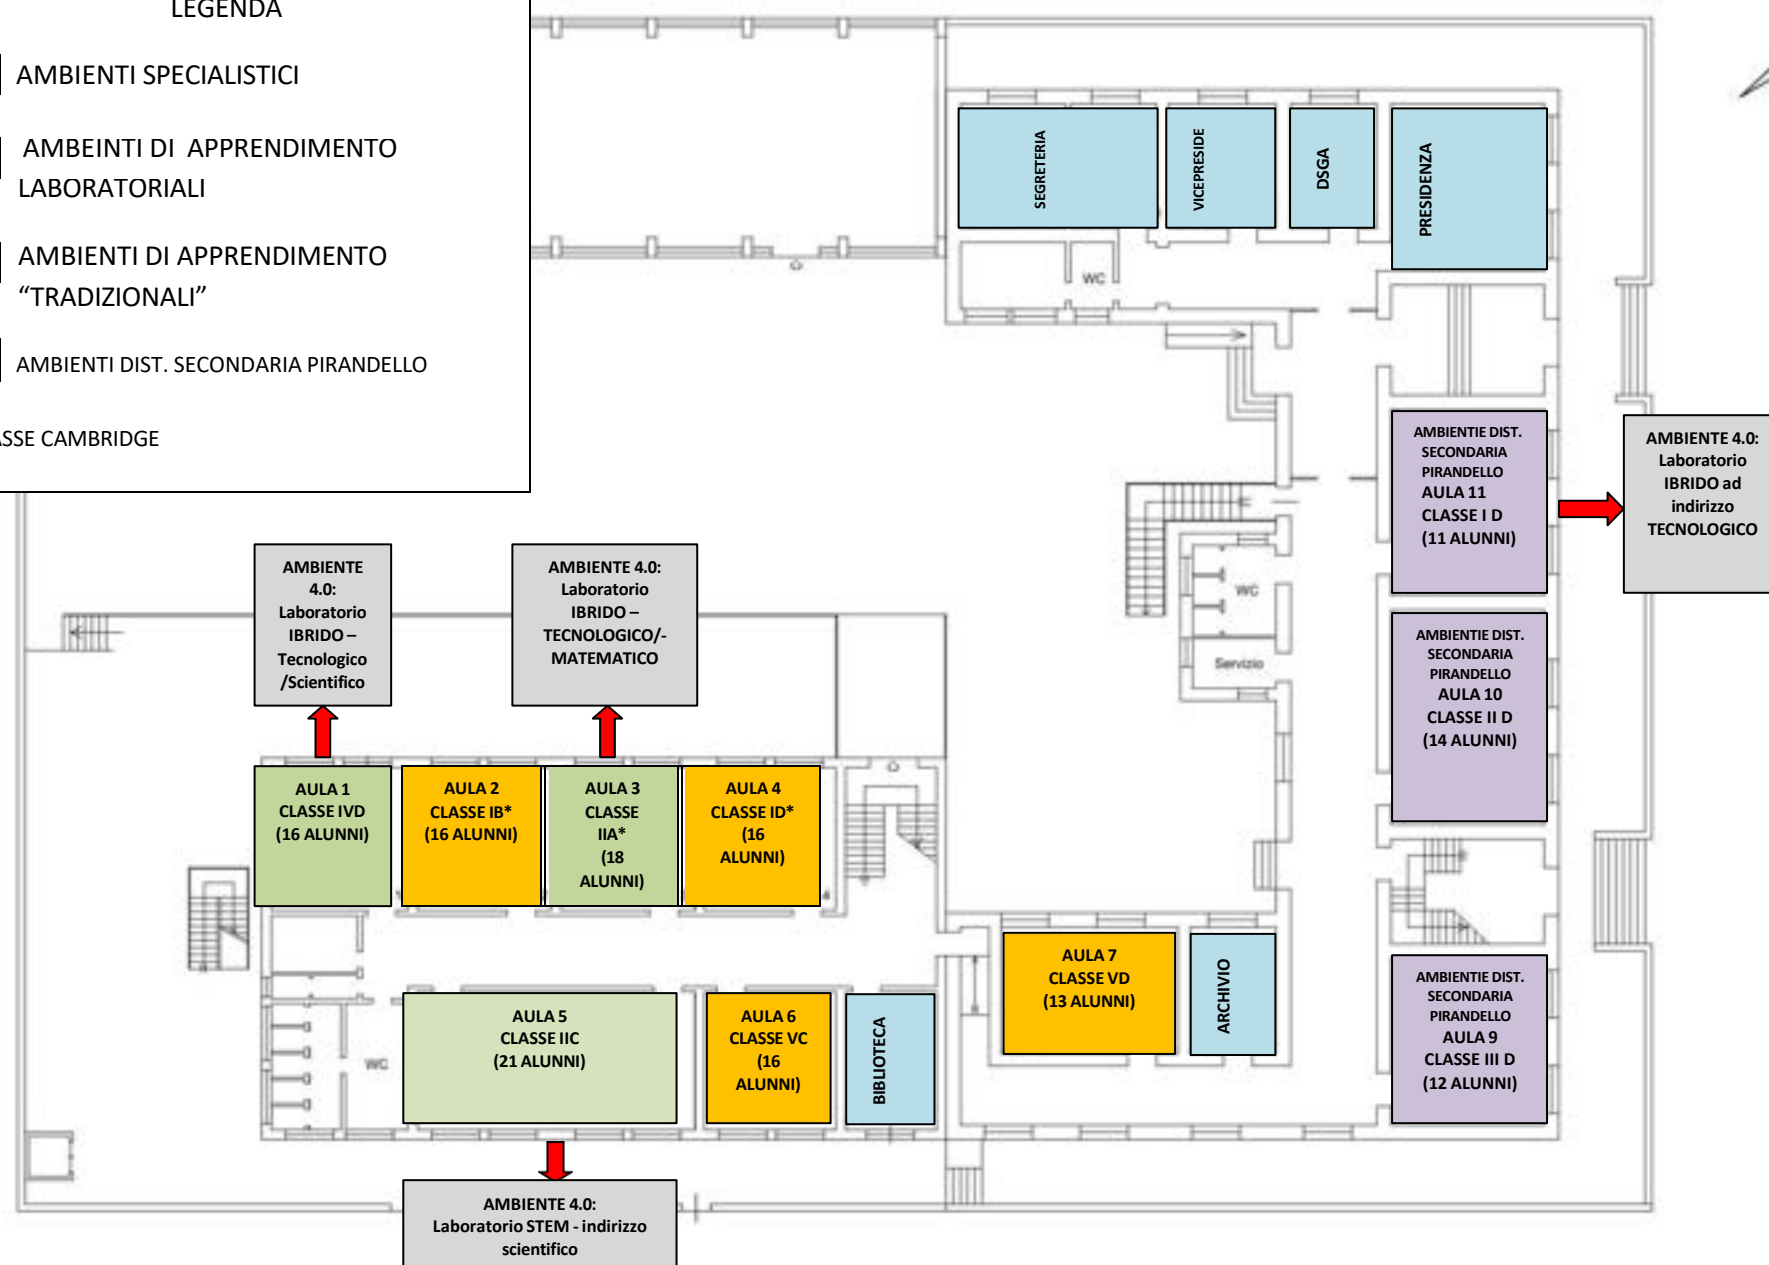 LEGENDA
AMBIENTI SPECIALISTICI
AMBEINTI DI APPRENDIMENTO
LABORATORIALI
AMBIENTI DI APPRENDIMENTO
“TRADIZIONALI”
AMBIENTI DIST. SECONDARIA PIRANDELLO
ASSE CAMBRIDGE
SEGRETERIA
VICEPRESIDE
DSGA
PRESIDENZA
WC
AMBIENTIE DIST.
SECONDARIA
PIRANDELLO
AULA 11
CLASSE I D
(11 ALUNNI)
AMBIENTE 4.0:
Laboratorio
IBRIDO ad
indirizzo
TECNOLOGICO
AMBIENTE
4.0:
Laboratorio
IBRIDO –
Tecnologico
/Scientifico
AMBIENTE 4.0:
Laboratorio
IBRIDO –
TECNOLOGICO/-
MATEMATICO
WC
Servizio
AMBIENTIE DIST.
SECONDARIA
PIRANDELLO
AULA 10
CLASSE II D
(14 ALUNNI)
AULA 1
CLASSE IVD
(16 ALUNNI)
AULA 2
CLASSE IB*
(16 ALUNNI)
AULA 3
CLASSE
IIA*
(18
ALUNNI)
AULA 4
CLASSE ID*
(16
ALUNNI)
WC
AULA 5
CLASSE IIC
(21 ALUNNI)
AULA 6
CLASSE VC
(16
ALUNNI)
BIBLIOTECA
AULA 7
CLASSE VD
(13 ALUNNI)
ARCHIVIO
AMBIENTIE DIST.
SECONDARIA
PIRANDELLO
AULA 9
CLASSE III D
(12 ALUNNI)
AMBIENTE 4.0:
Laboratorio STEM - indirizzo
scientifico